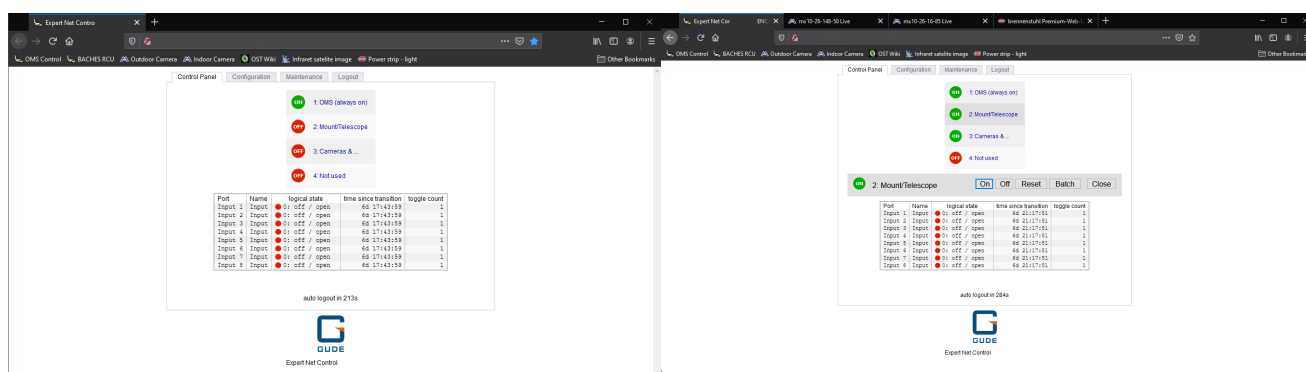 Expert Net Contro
OMS Control BACHES RCU Outdoor Camera Indoor Camera OST Wiki Infraret satelite image Power strip - light Other Bookmarks
Control Panel Configuration Maintenance Logout
ON 1: OMS (always on)
OFF 2: Mount/Telescope
OFF 3: Cameras & ...
OFF 4: Not used
Port Name logical state time since transition toggle count
Input 1 Input 0: off / open 6d 17:43:59 1
Input 2 Input 0: off / open 6d 17:43:59 1
Input 3 Input 0: off / open 6d 17:43:59 1
Input 4 Input 0: off / open 6d 17:43:59 1
Input 5 Input 0: off / open 6d 17:43:59 1
Input 6 Input 0: off / open 6d 17:43:59 1
Input 7 Input 0: off / open 6d 17:43:59 1
Input 8 Input 0: off / open 6d 17:43:59 1
auto logout in 213s
GUDE
Expert Net Control
Expert Net Cor ENC mx10-26-148-50 Live mx10-26-16-85 Live brennenstuhl Premium-Web-
OMS Control BACHES RCU Outdoor Camera Indoor Camera OST Wiki Infraret satelite image Power strip - light Other Bookmar
Control Panel Configuration Maintenance Logout
ON 1: OMS (always on)
ON 2: Mount/Telescope
ON 3: Cameras & ...
OFF 4: Not used
ON 2: Mount/Telescope On Off Reset Batch Close
Port Name logical state time since transition toggle count
Input 1 Input 0: off / open 6d 21:17:51 1
Input 2 Input 0: off / open 6d 21:17:51 1
Input 3 Input 0: off / open 6d 21:17:51 1
Input 4 Input 0: off / open 6d 21:17:51 1
Input 5 Input 0: off / open 6d 21:17:51 1
Input 6 Input 0: off / open 6d 21:17:51 1
Input 7 Input 0: off / open 6d 21:17:51 1
Input 8 Input 0: off / open 6d 21:17:51 1
auto logout in 284s
GUDE
Expert Net Control